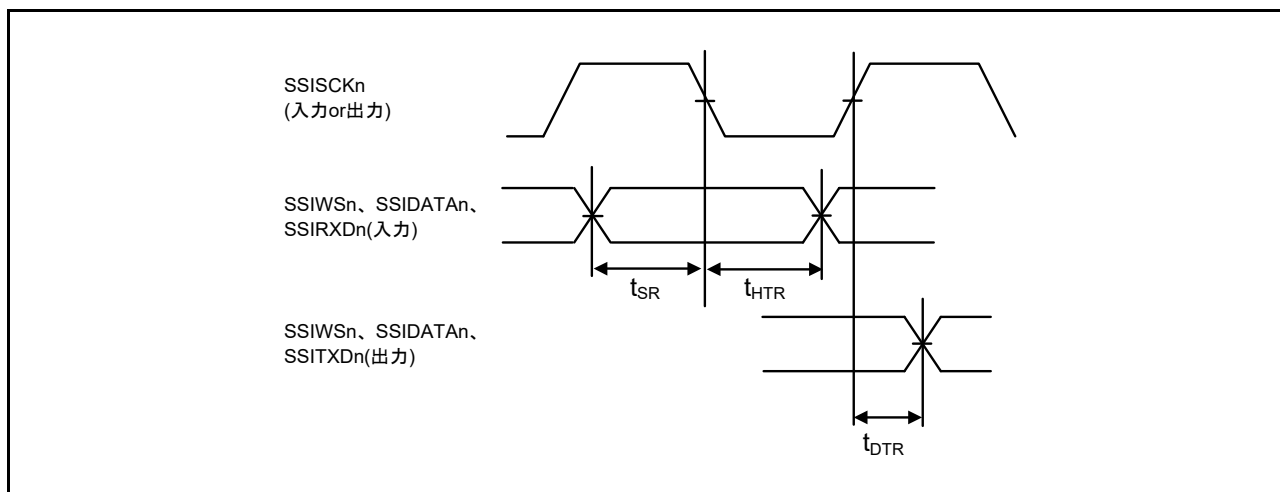 SSISCKn
(入力or出力)
SSIWSn、SSIDATAn、
SSIRXDn(入力)
tSR
tHTR
SSIWSn、SSIDATAn、
SSITXDn(出力)
tDTR